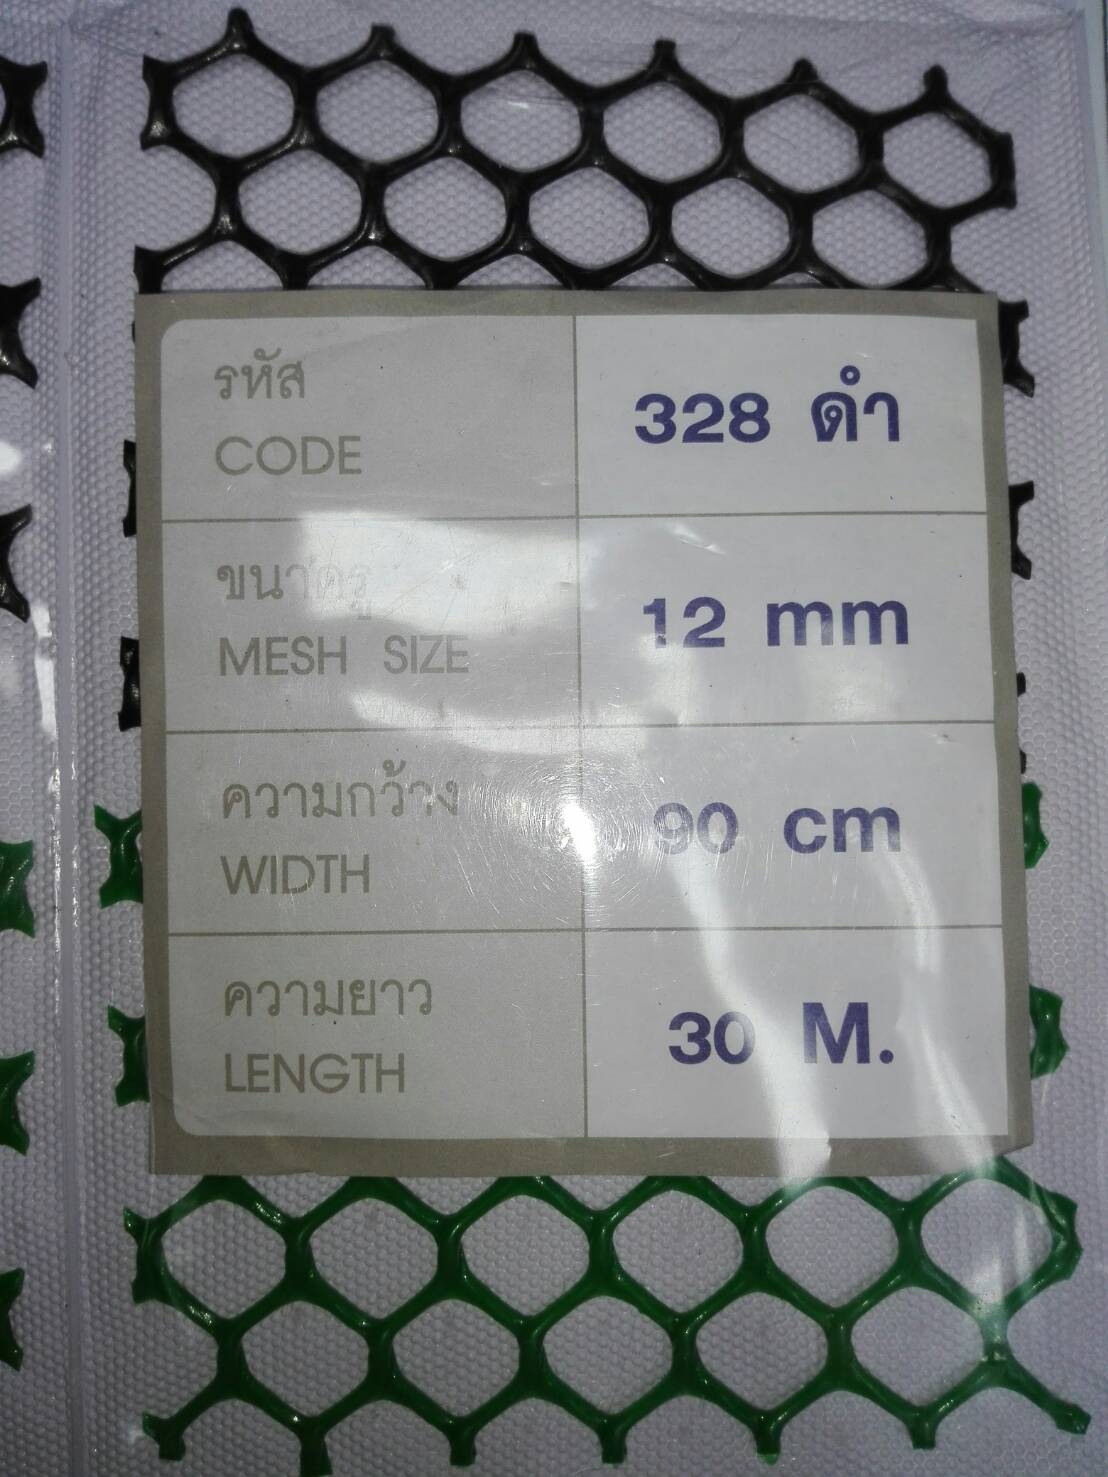 รหัส
CODE
328 ดำ
ขนาดรู
MESH SIZE
12 mm
ความกว้าง
WIDTH
90 cm
ความยาว
LENGTH
30 M.